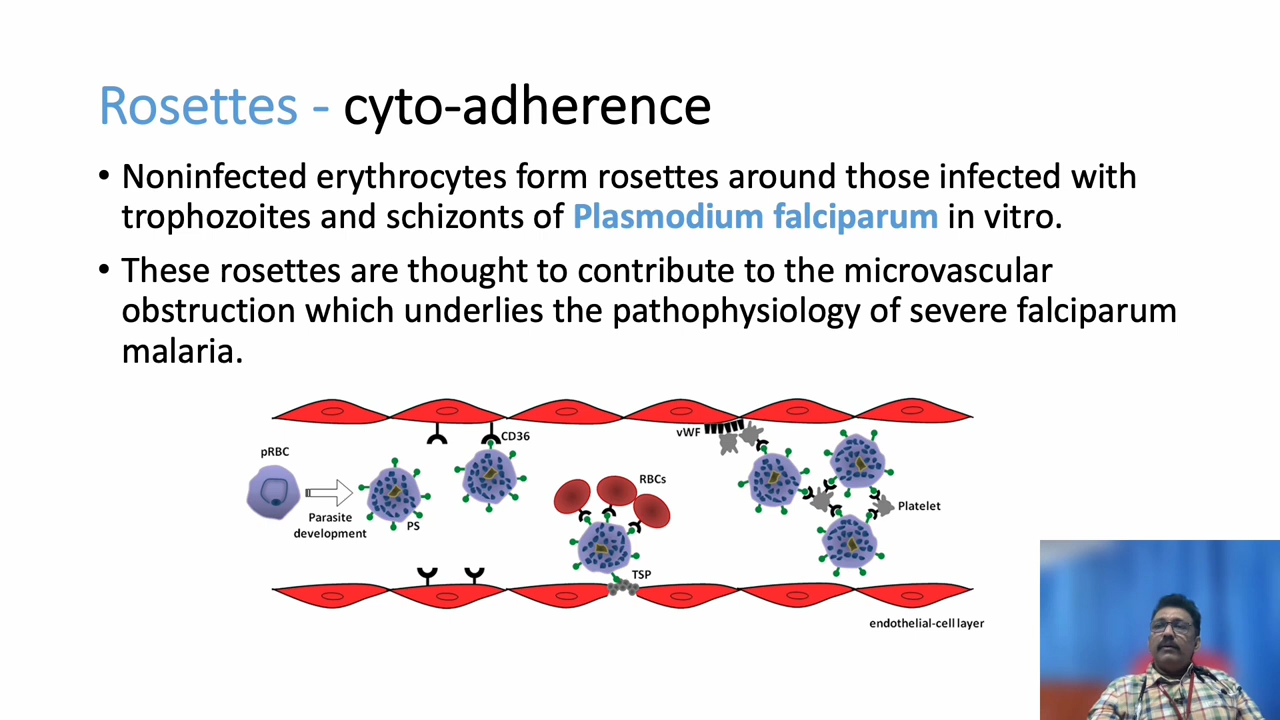 Rosettes - cyto-adherence
• Noninfected erythrocytes form rosettes around those infected with
trophozoites and schizonts of Plasmodium falciparum in vitro.
• These rosettes are thought to contribute to the microvascular
obstruction which underlies the pathophysiology of severe falciparum
malaria.
CD36
vWF
pRBC
RBCs
Parasite
development
PS
Platelet
TSP
endothelial-cell layer